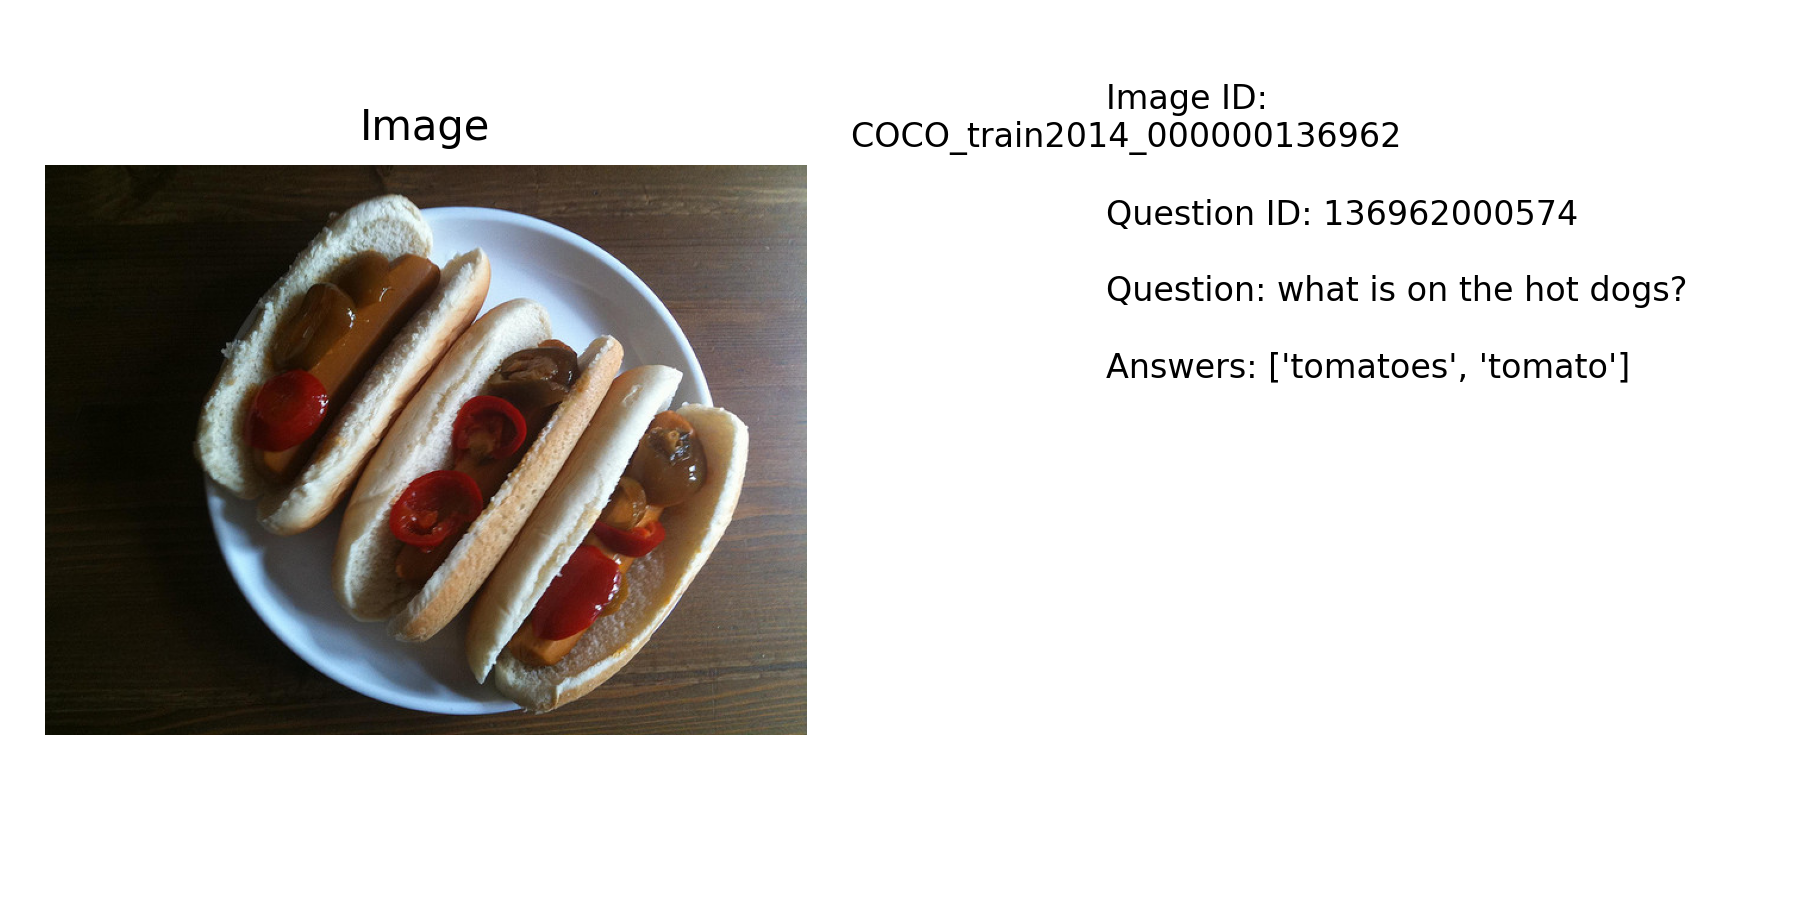 Image
Image ID:
COCO_train2014_000000136962
Question ID: 136962000574
Question: what is on the hot dogs?
Answers: ['tomatoes', 'tomato']